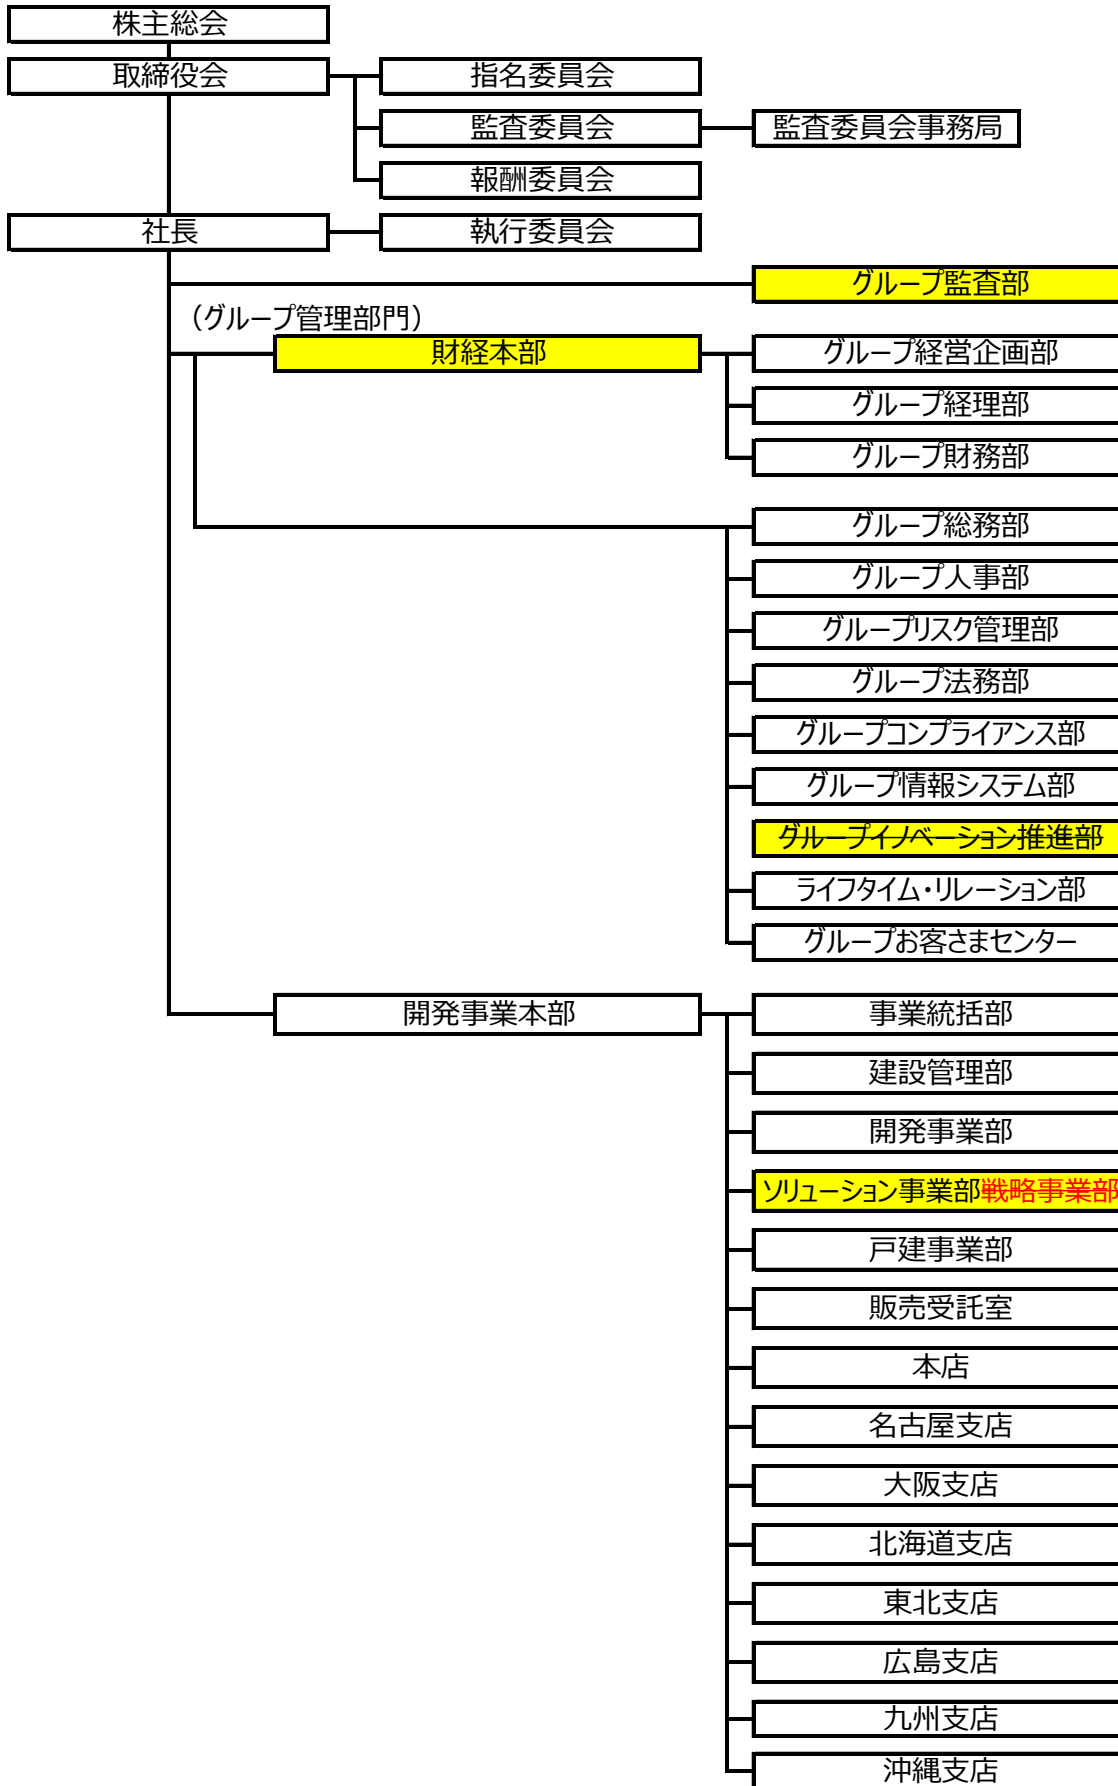 株主総会
取締役会
指名委員会
監査委員会
監査委員会事務局
報酬委員会
社長
執行委員会
グループ監査部
（グループ管理部門）
財経本部
グループ経営企画部
グループ経理部
グループ財務部
グループ総務部
グループ人事部
グループリスク管理部
グループ法務部
グループコンプライアンス部
グループ情報システム部
グループイノベーション推進部
ライフタイム・リレーション部
グループお客さまセンター
開発事業本部
事業統括部
建設管理部
開発事業部
ソリューション事業部戦略事業部
戸建事業部
販売受託室
本店
名古屋支店
大阪支店
北海道支店
東北支店
広島支店
九州支店
沖縄支店